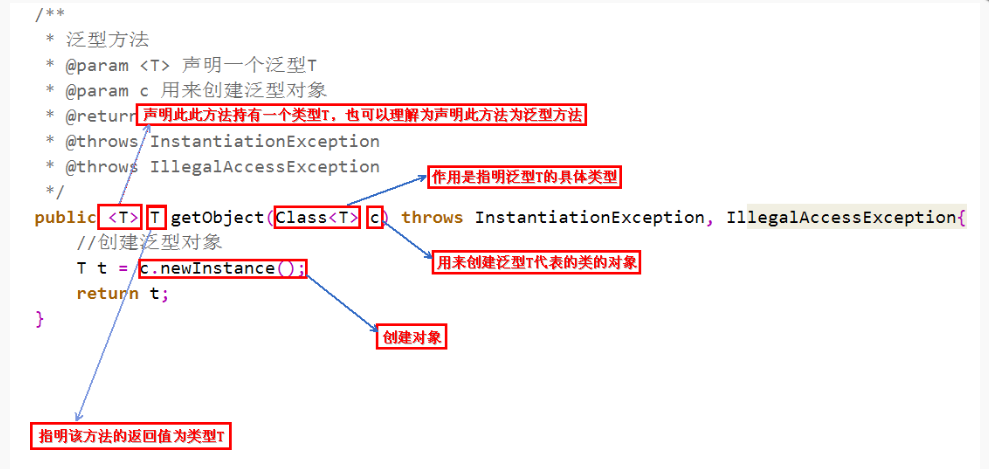 /**
* 泛型方法
* @param <T> 声明一个泛型T
* @param c 用来创建泛型对象
* @return 声明此此方法持有一个类型T，也可以理解为声明此方法为泛型方法
* @throws InstantiationException
* @throws IllegalAccessException
作用是指明泛型T的具体类型
*/
public <T> T getObject(Class<T> c) throws InstantiationException, IllegalAccessException{
//创建泛型对象
用来创建泛型T代表的类的对象
T t = c.newInstance();
return t;
}
创建对象
指明该方法的返回值为类型T